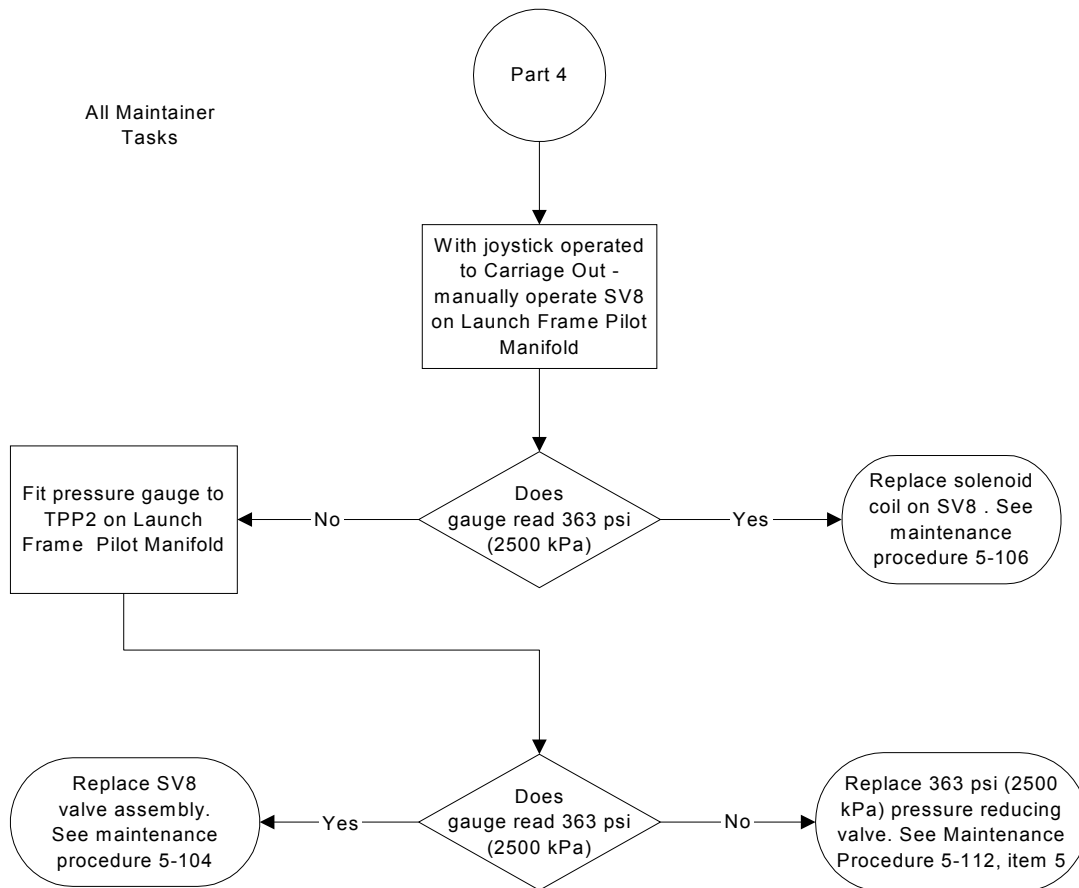 Part 4
All Maintainer
Tasks
With joystick operated
to Carriage Out -
manually operate SV8
on Launch Frame Pilot
Manifold
Fit pressure gauge to
TPP2 on Launch
Frame Pilot Manifold
No
Does
gauge read 363 psi
(2500 kPa)
Yes
Replace solenoid
coil on SV8 . See
maintenance
procedure 5-106
Replace SV8
valve assembly.
See maintenance
procedure 5-104
Yes
Does
gauge read 363 psi
(2500 kPa)
No
Replace 363 psi (2500
kPa) pressure reducing
valve. See Maintenance
Procedure 5-112, item 5